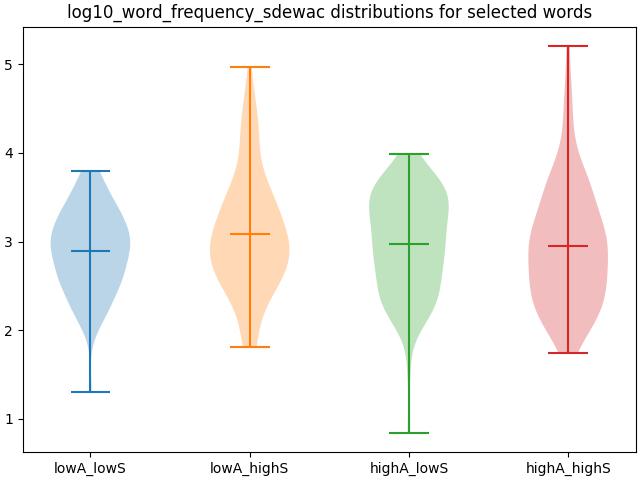 log10_word_frequency_sdewac distributions for selected words
5
4
3
2
1
lowA_lowS lowA_highS highA_lowS highA_highS